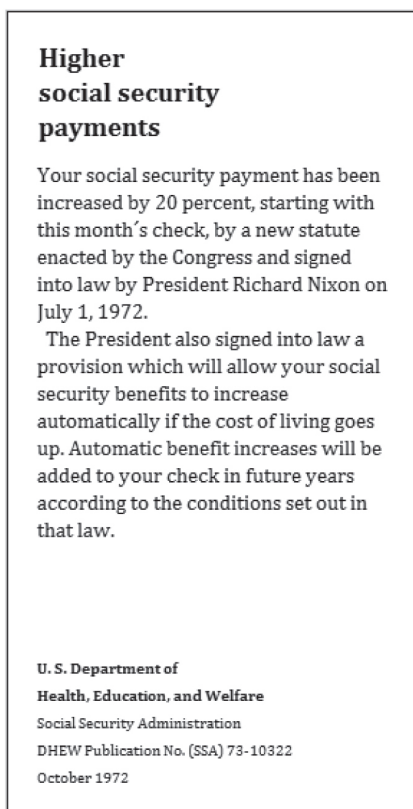 Higher
social security
payments
Your social security payment has been
increased by 20 percent, starting with
this month´s check, by a new statute
enacted by the Congress and signed
into law by President Richard Nixon on
July 1, 1972.
The President also signed into law a
provision which will allow your social
security benefits to increase
automatically if the cost of living goes
up. Automatic benefit increases will be
added to your check in future years
according to the conditions set out in
that law.
U. S. Department of
Health, Education, and Welfare
Social Security Administration
DHEW Publication No. (SSA) 73-10322
October 1972